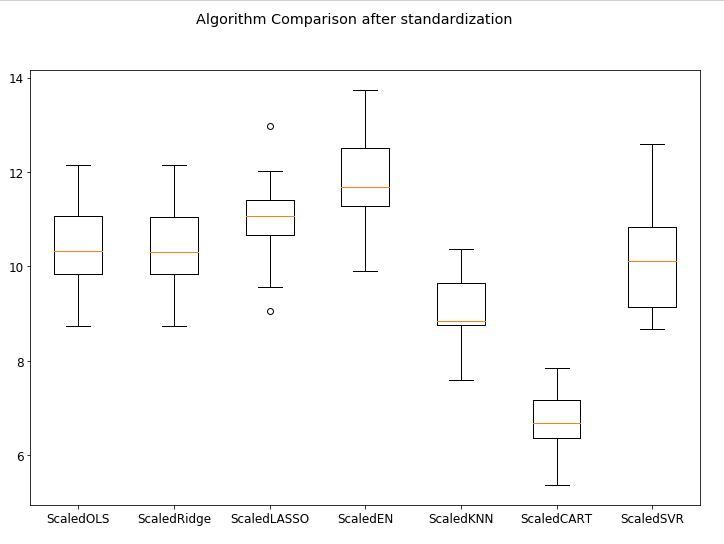 Algorithm Comparison after standardization
14
12
10
8
6
ScaledOLS ScaledRidge ScaledLASSO ScaledEN ScaledKNN ScaledCART ScaledSVR